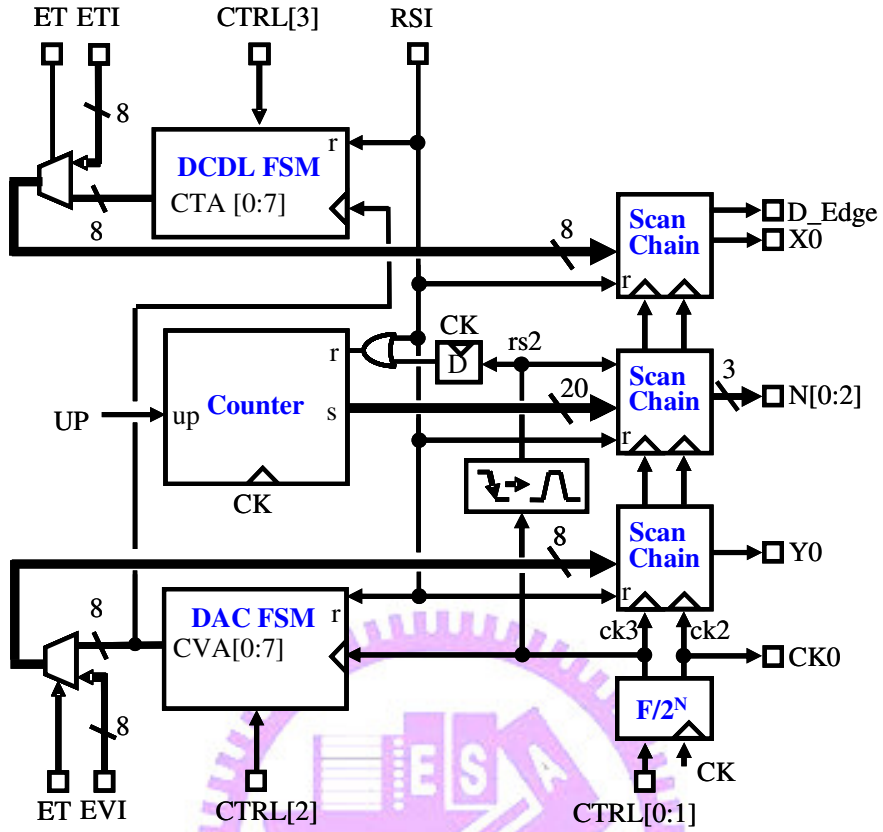 ET ETI CTRL[3] RSI
8
r
DCDL FSM
CTA [0:7]
8
8
Scan
Chain
r
D_Edge
X0
CK
rs2
r
D
Counter
UP
up
s
20
Scan
Chain
r
3
N[0:2]
CK
8
Scan
Chain
r
Y0
8
DAC FSM
r
CVA[0:7]
ck3
ck2
CK0
8
F/2N
CK
ET EVI CTRL[2] CTRL[0:1]
ESA